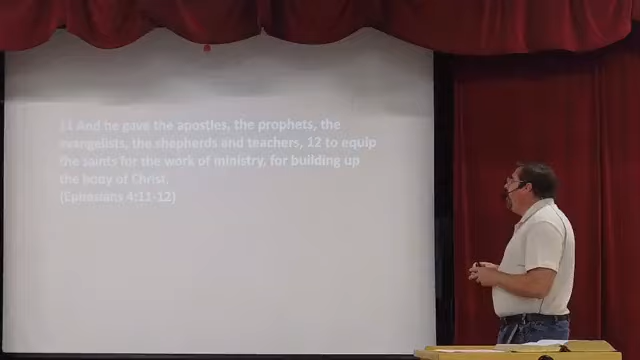 11 And he gave the apostles, the prophets, the
evangelists, the shepherds and teachers, 12 to equip
the saints for the work of ministry, for building up
the body of Christ,
(Ephesians 4:11-12)